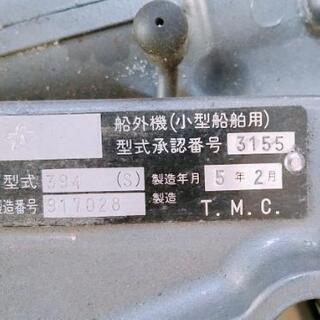 船外機(小型船舶用)
型式承認番号 3155
型式 394 (S) 製造年月 5年2月
製造番号 917028 製造 T.M.C.